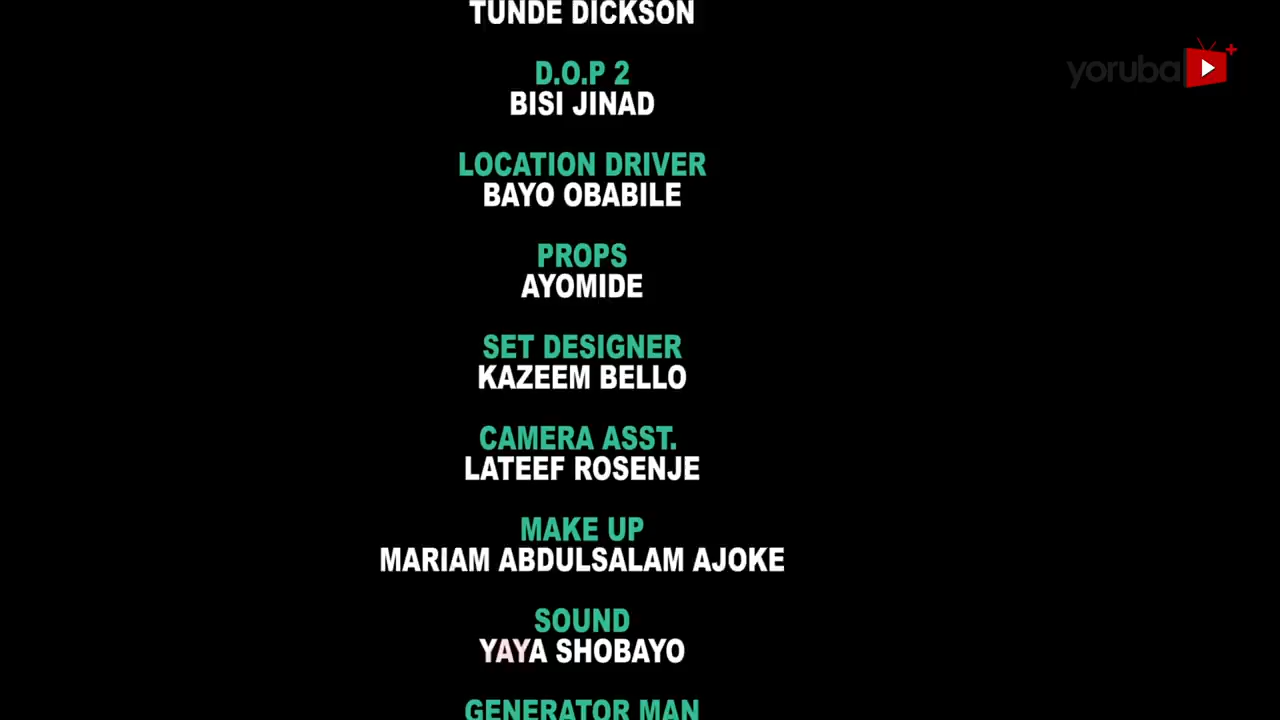 TUNDE DICKSON
yoruba
D.O.P 2
BISI JINAD
LOCATION DRIVER
BAYO OBABILE
PROPS
AYOMIDE
SET DESIGNER
KAZEEM BELLO
CAMERA ASST.
LATEEF ROSENJE
MAKE UP
MARIAM ABDULSALAM AJOKE
SOUND
YAYA SHOBAYO
GENERATOR MAN